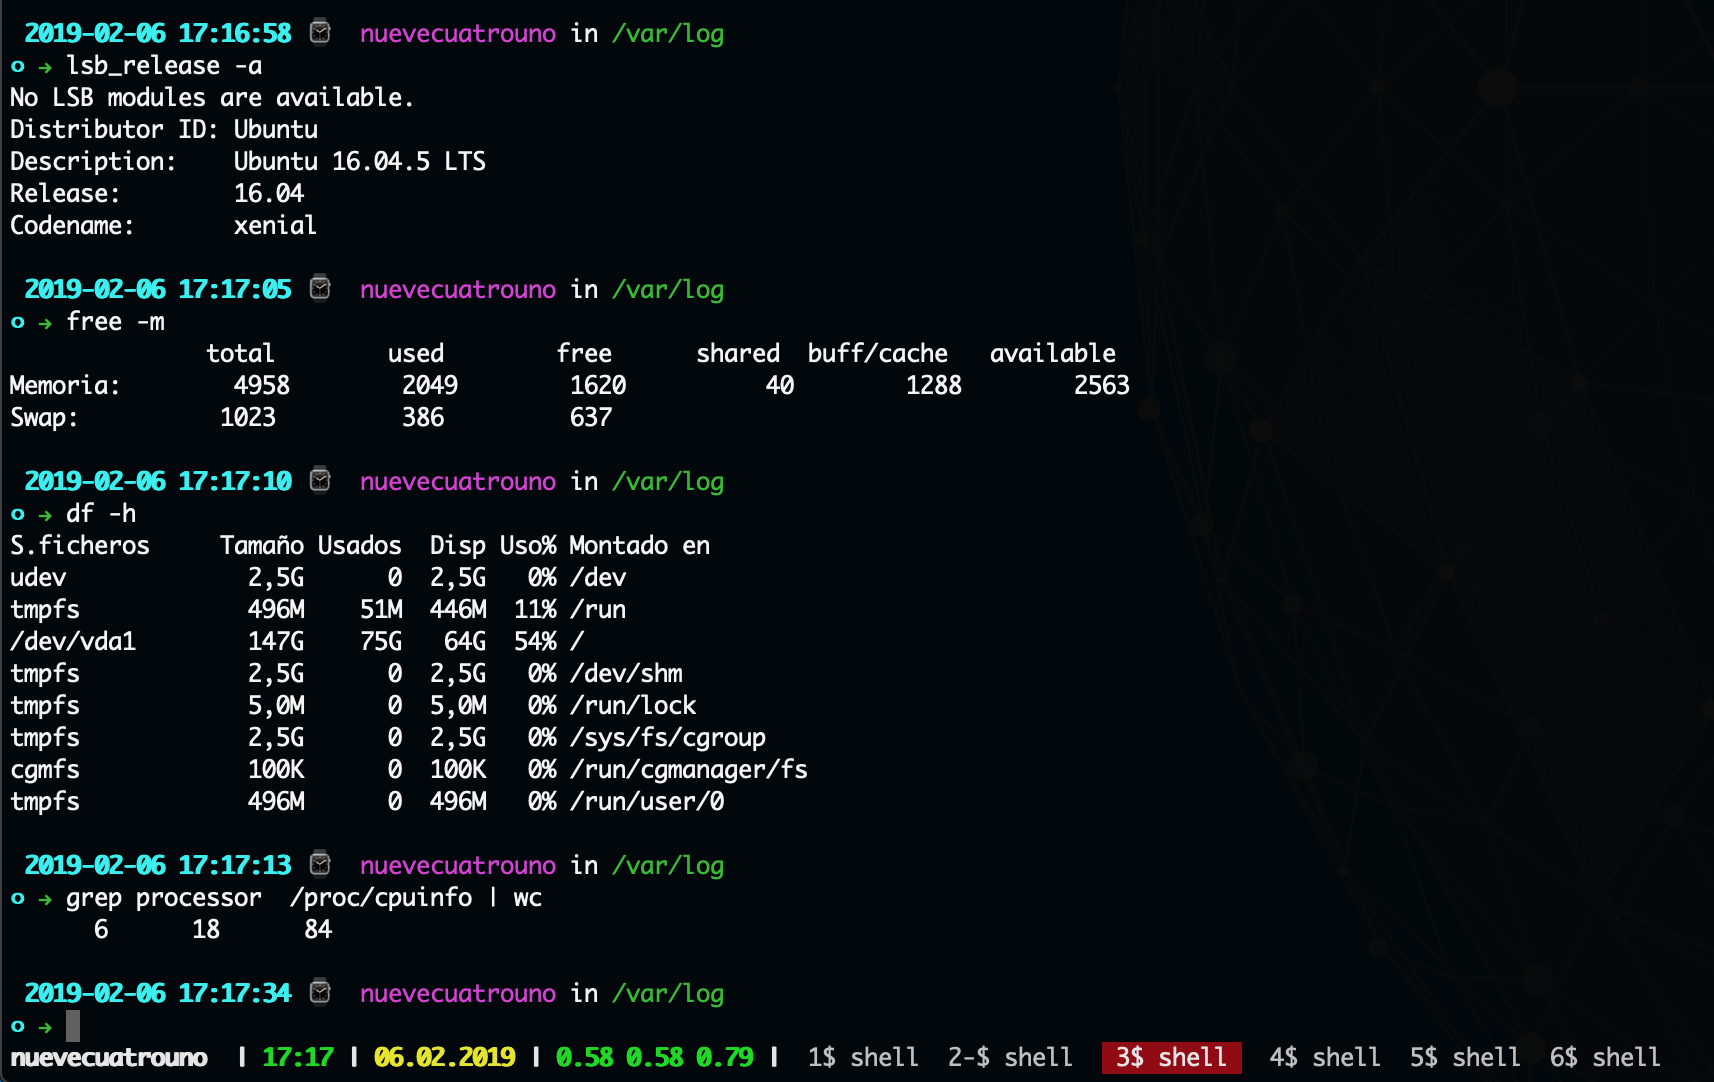 2019-02-06 17:16:58 ⌚ nuevecuatrouno in /var/log
o → lsb_release -a
No LSB modules are available.
Distributor ID: Ubuntu
Description:    Ubuntu 16.04.5 LTS
Release:        16.04
Codename:       xenial
2019-02-06 17:17:05 ⌚ nuevecuatrouno in /var/log
o → free -m
              total        used        free      shared  buff/cache   available
Memoria:        4958        2049        1620          40        1288        2563
Swap:          1023         386         637
2019-02-06 17:17:10 ⌚ nuevecuatrouno in /var/log
o → df -h
S.ficheros     Tamaño Usados  Disp Uso% Montado en
udev             2,5G      0  2,5G   0% /dev
tmpfs            496M    51M  446M  11% /run
/dev/vda1        147G    75G   64G  54% /
tmpfs            2,5G      0  2,5G   0% /dev/shm
tmpfs            5,0M      0  5,0M   0% /run/lock
tmpfs            2,5G      0  2,5G   0% /sys/fs/cgroup
cgmfs            100K      0  100K   0% /run/cgmanager/fs
tmpfs            496M      0  496M   0% /run/user/0
2019-02-06 17:17:13 ⌚ nuevecuatrouno in /var/log
o → grep processor  /proc/cpuinfo | wc
      6      18      84
2019-02-06 17:17:34 ⌚ nuevecuatrouno in /var/log
o →
nuevecuatrouno | 17:17 | 06.02.2019 | 0.58 0.58 0.79 | 1$ shell 2-$ shell 3$ shell 4$ shell 5$ shell 6$ shell